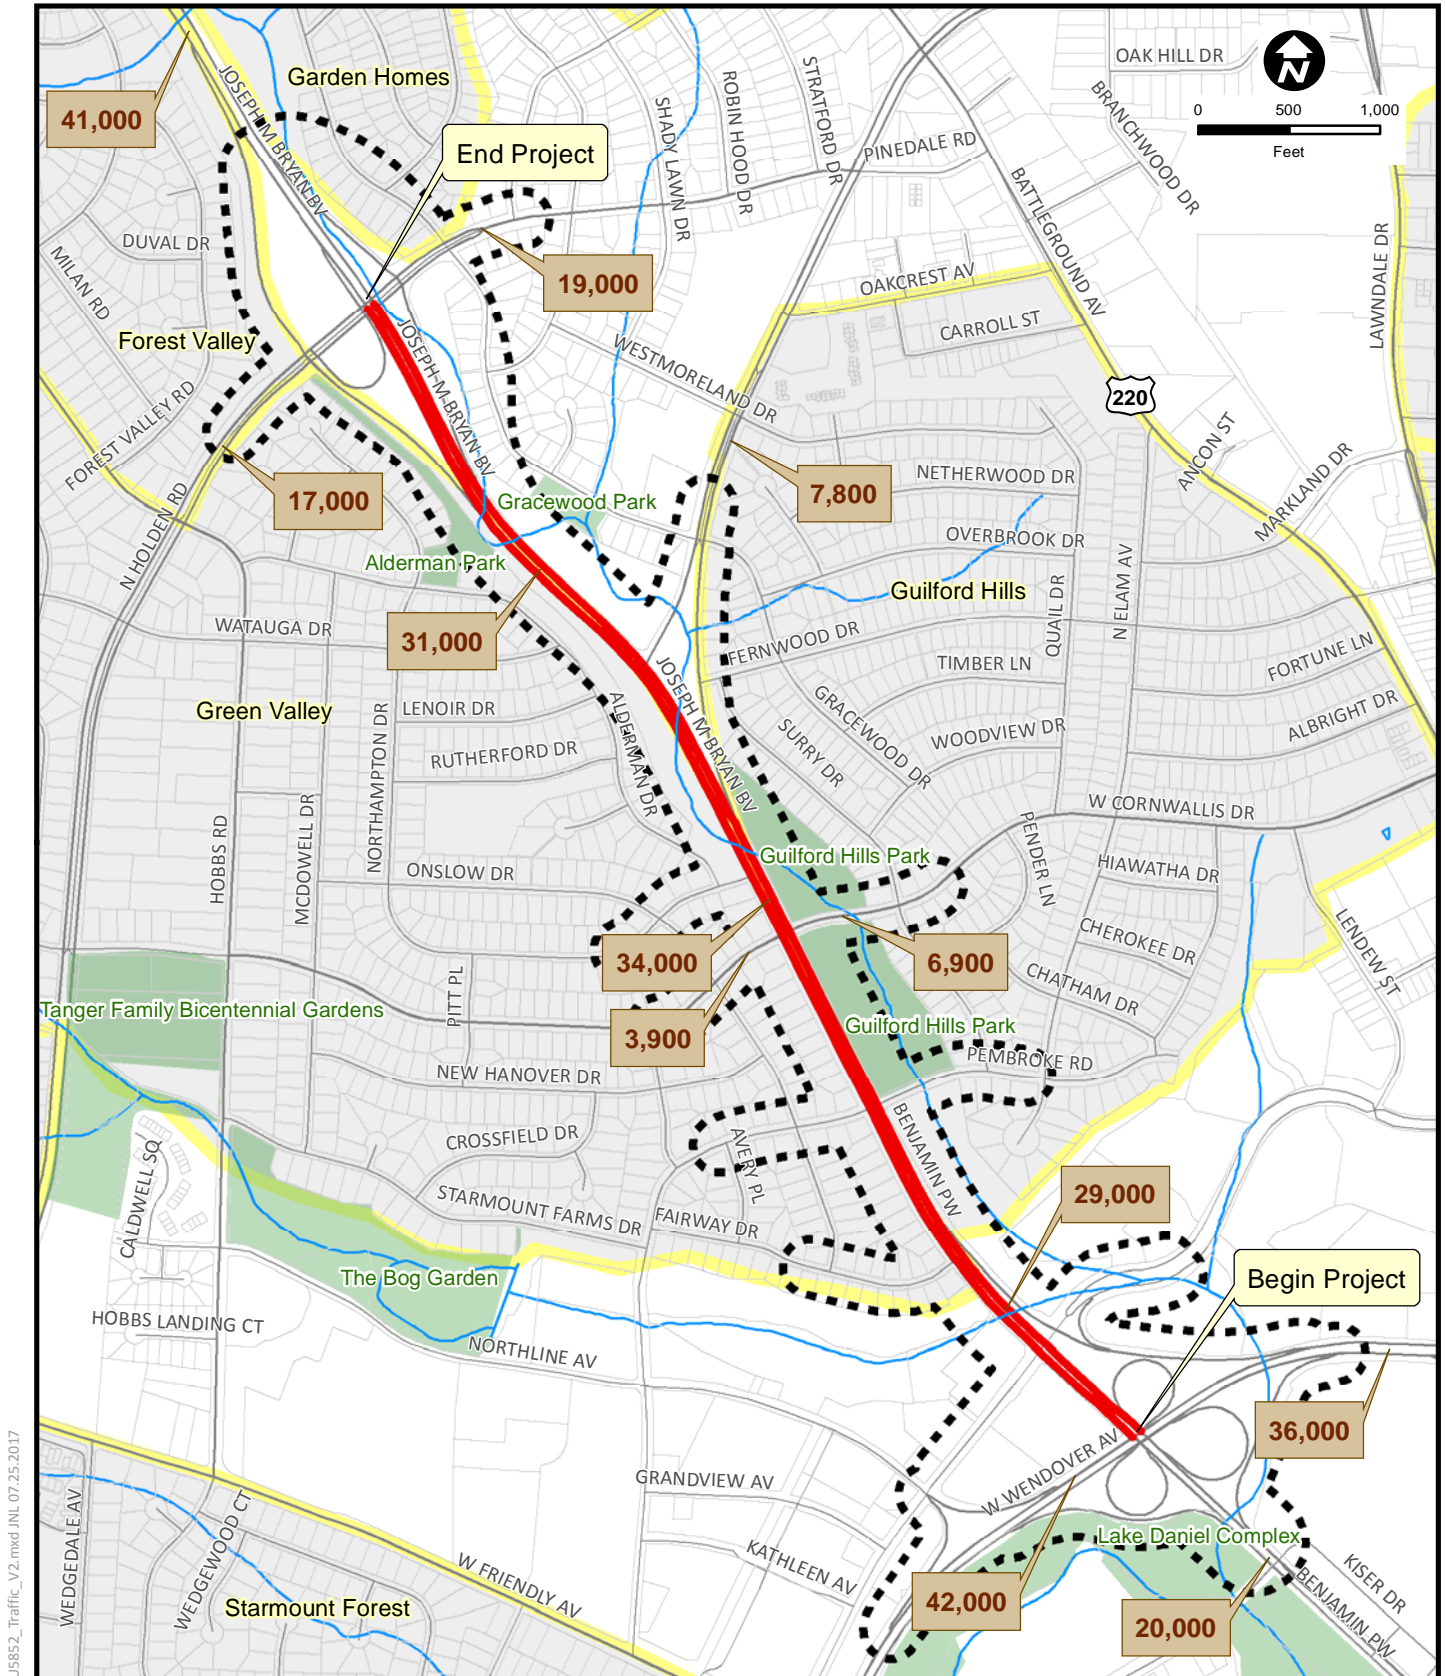 OAK HILL DR
N
0 500 1,000
Feet
Garden Homes
41,000
JOSEPH M BRYAN BV
End Project
SHADY LAWN DR
ROBIN HOOD DR
STRATFORD DR
PINEDALE RD
BRANCHWOOD DR
BATTLEGROUND AV
LAWNDALE DR
DUVAL DR
MILAN RD
19,000
OAKCREST AV
CARROLL ST
Forest Valley
FOREST VALLEY RD
JOSEPH M BRYAN BV
WESTMORELAND DR
220
ANCON ST
MARKLAND DR
17,000
N HOLDEN RD
Gracewood Park
7,800
NETHERWOOD DR
OVERBROOK DR
Alderman Park
Guilford Hills
QUAIL DR
N ELAM AV
WATAUGA DR
31,000
FERNWOOD DR
TIMBER LN
FORTUNE LN
JOSEPH M BRYAN BV
Green Valley
LENOIR DR
ALDERMAN DR
GRACEWOOD DR
SURRY DR
WOODVIEW DR
ALBRIGHT DR
RUTHERFORD DR
NORTHAMPTON DR
MCDOWELL DR
HOBBS RD
W CORNWALLIS DR
PENDER LN
Guilford Hills Park
HIAWATHA DR
ONSLOW DR
LENDEW ST
34,000
6,900
CHEROKEE DR
CHATHAM DR
PITT PL
Tanger Family Bicentennial Gardens
3,900
Guilford Hills Park
PEMBROKE RD
NEW HANOVER DR
BENJAMIN PW
CROSSFIELD DR
AVERY PL
CALDWELL SQ
29,000
STARMOUNT FARMS DR
FAIRWAY DR
The Bog Garden
Begin Project
HOBBS LANDING CT
NORTHLINE AV
36,000
W WENDOVER AV
GRANDVIEW AV
WEDGEDALE AV
WEDGEWOOD CT
KATHLEEN AV
Lake Daniel Complex
KISER DR
W FRIENDLY AV
BENJAMIN PW
Starmount Forest
42,000
20,000
U5852_Traffic_V2.mxd JNL 07.25.2017